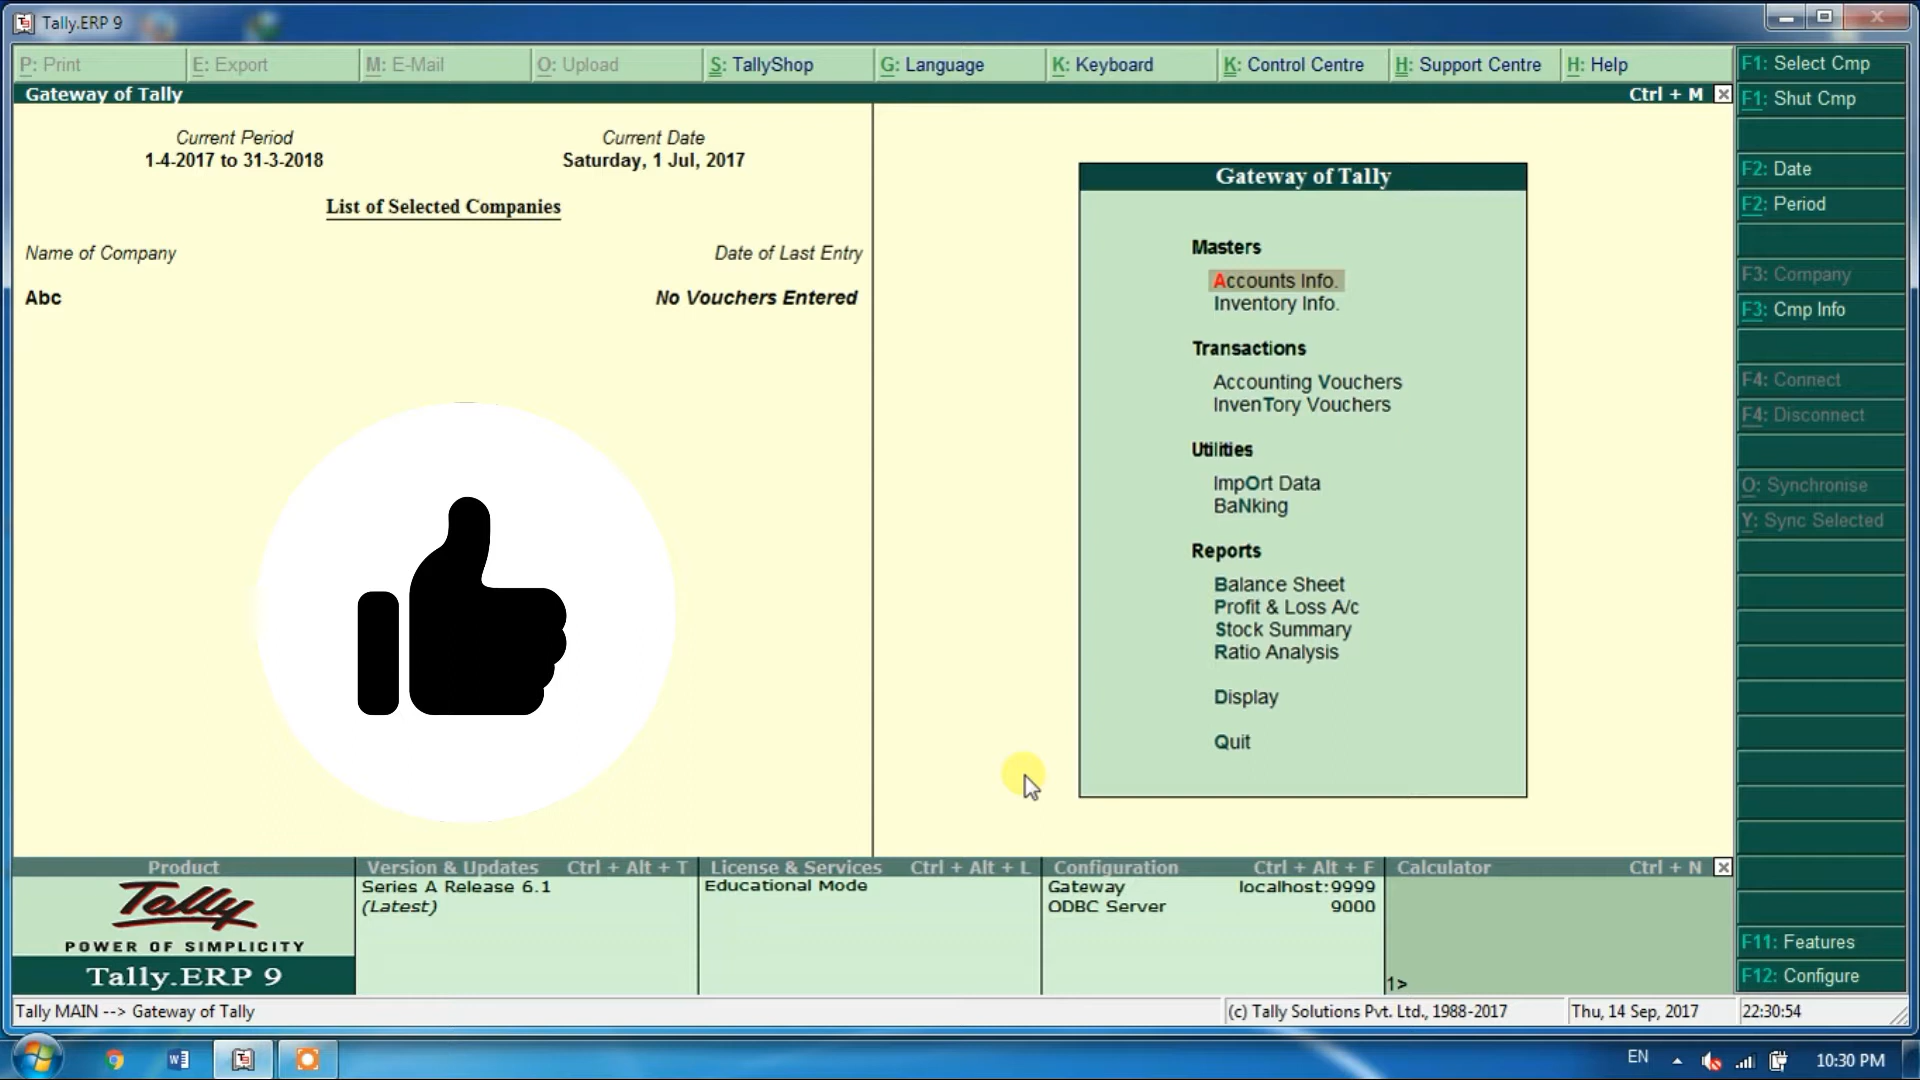 Tally.ERP 9
P: Print
E: Export
M: E-Mail
O: Upload
S: TallyShop
G: Language
K: Keyboard
K: Control Centre
H: Support Centre
H: Help
Gateway of Tally
Ctrl + M
Current Period
1-4-2017 to 31-3-2018
Current Date
Saturday, 1 Jul, 2017
List of Selected Companies
Name of Company
Date of Last Entry
Abc
No Vouchers Entered
Gateway of Tally
Masters
Accounts Info.
Inventory Info.
Transactions
Accounting Vouchers
InvenTory Vouchers
Utilities
ImpOrt Data
BaNking
Reports
Balance Sheet
Profit & Loss A/c
Stock Summary
Ratio Analysis
Display
Quit
F1: Select Cmp
F1: Shut Cmp
F2: Date
F2: Period
F3: Company
F3: Cmp Info
F4: Connect
F4: Disconnect
O: Synchronise
Y: Sync Selected
F11: Features
F12: Configure
Product
Tally
POWER OF SIMPLICITY
Tally.ERP 9
Version & Updates Ctrl + Alt + T
Series A Release 6.1
(Latest)
License & Services Ctrl + Alt + L
Educational Mode
Configuration Ctrl + Alt + F
Gateway localhost:9999
ODBC Server 9000
Calculator Ctrl + N
1>
Tally MAIN --> Gateway of Tally
(c) Tally Solutions Pvt. Ltd., 1988-2017
Thu, 14 Sep, 2017
22:30:54
EN
10:30 PM